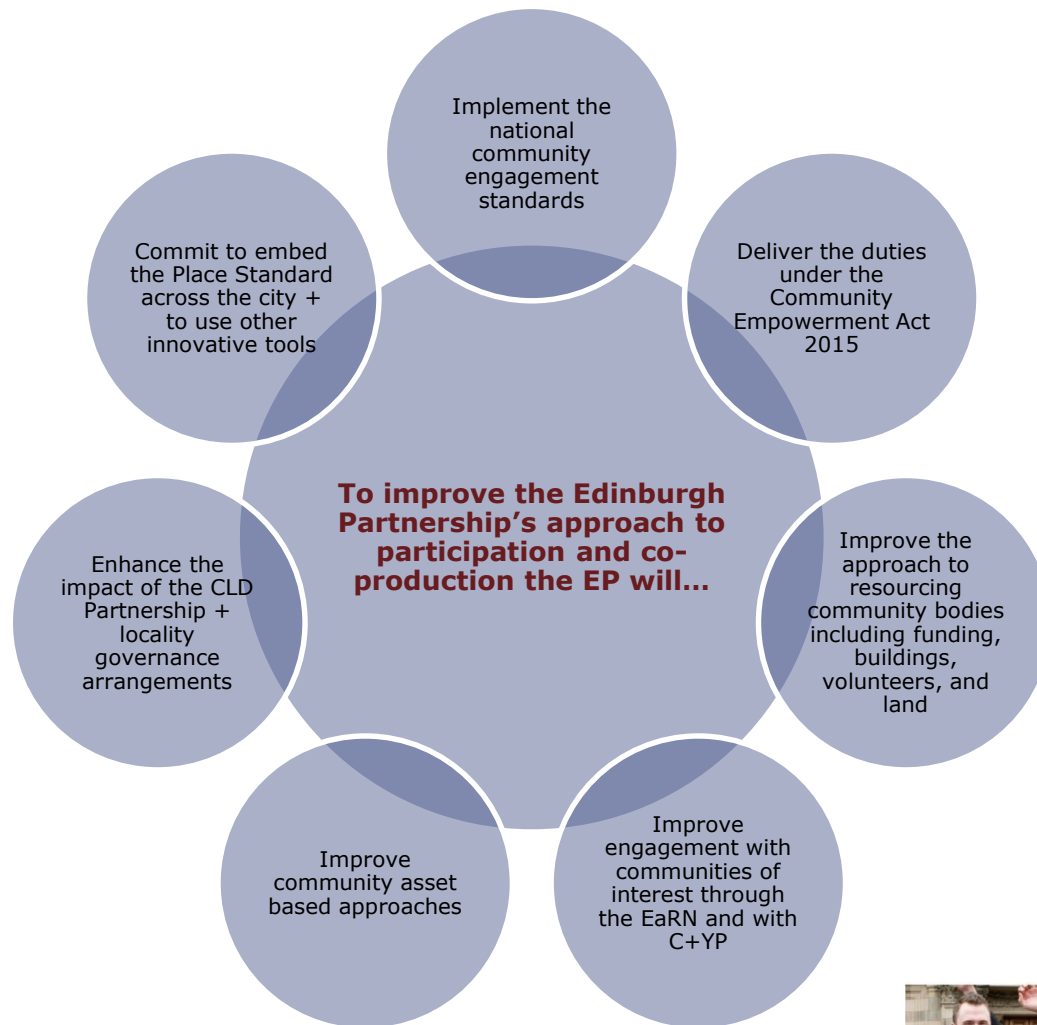 Implement the
national
community
engagement
standards
Deliver the duties
under the
Community
Empowerment Act
2015
Improve the
approach to
resourcing
community bodies
including funding,
buildings,
volunteers, and
land
Improve
engagement with
communities of
interest through
the EaRN and with
C+YP
Improve
community asset
based approaches
Enhance the
impact of the CLD
Partnership +
locality
governance
arrangements
Commit to embed
the Place Standard
across the city +
to use other
innovative tools
To improve the Edinburgh
Partnership’s approach to
participation and co-
production the EP will…